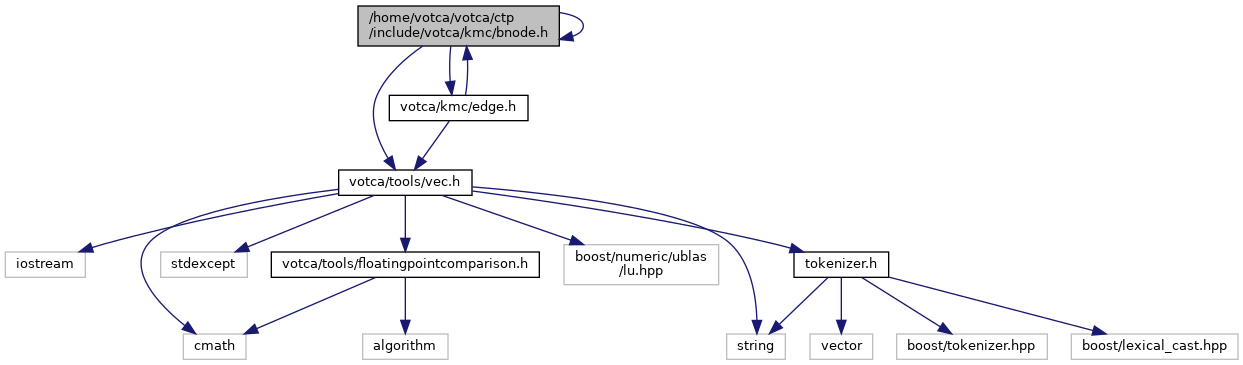 /home/votca/votca/ctp
/include/votca/kmc/bnode.h
votca/kmc/edge.h
votca/tools/vec.h
iostream
stdexcept
votca/tools/floatingpointcomparison.h
boost/numeric/ublas
/lu.hpp
tokenizer.h
cmath
algorithm
string
vector
boost/tokenizer.hpp
boost/lexical_cast.hpp